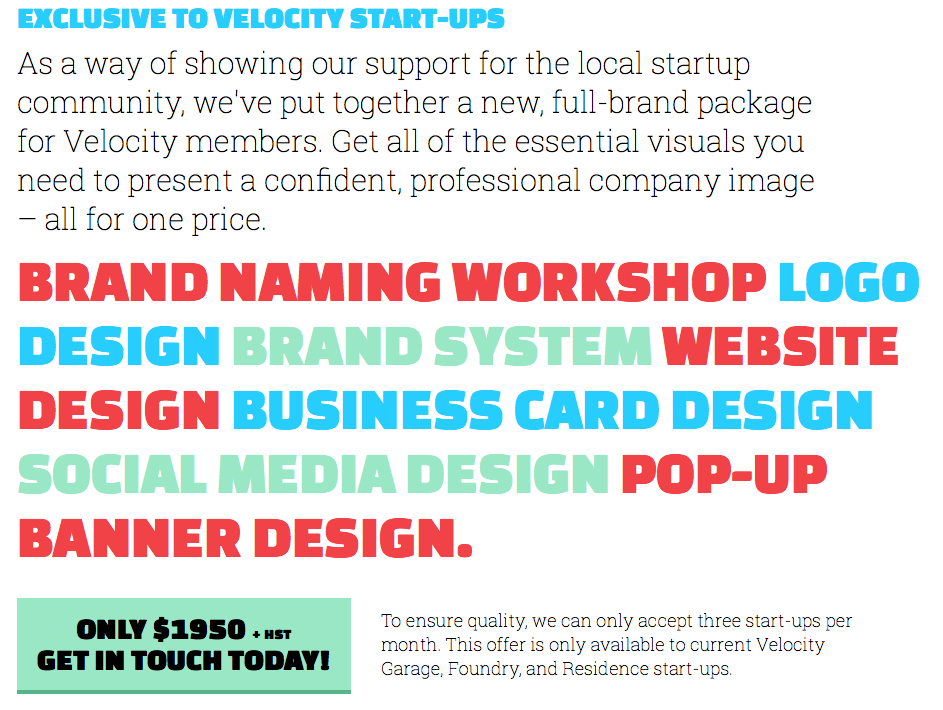 EXCLUSIVE TO VELOCITY START-UPS
As a way of showing our support for the local startup
community, we've put together a new, full-brand package
for Velocity members. Get all of the essential visuals you
need to present a confident, professional company image
– all for one price.
BRAND NAMING WORKSHOP LOGO
DESIGN BRAND SYSTEM WEBSITE
DESIGN BUSINESS CARD DESIGN
SOCIAL MEDIA DESIGN POP-UP
BANNER DESIGN.
ONLY $1950 + HST
GET IN TOUCH TODAY!
To ensure quality, we can only accept three start-ups per
month. This offer is only available to current Velocity
Garage, Foundry, and Residence start-ups.